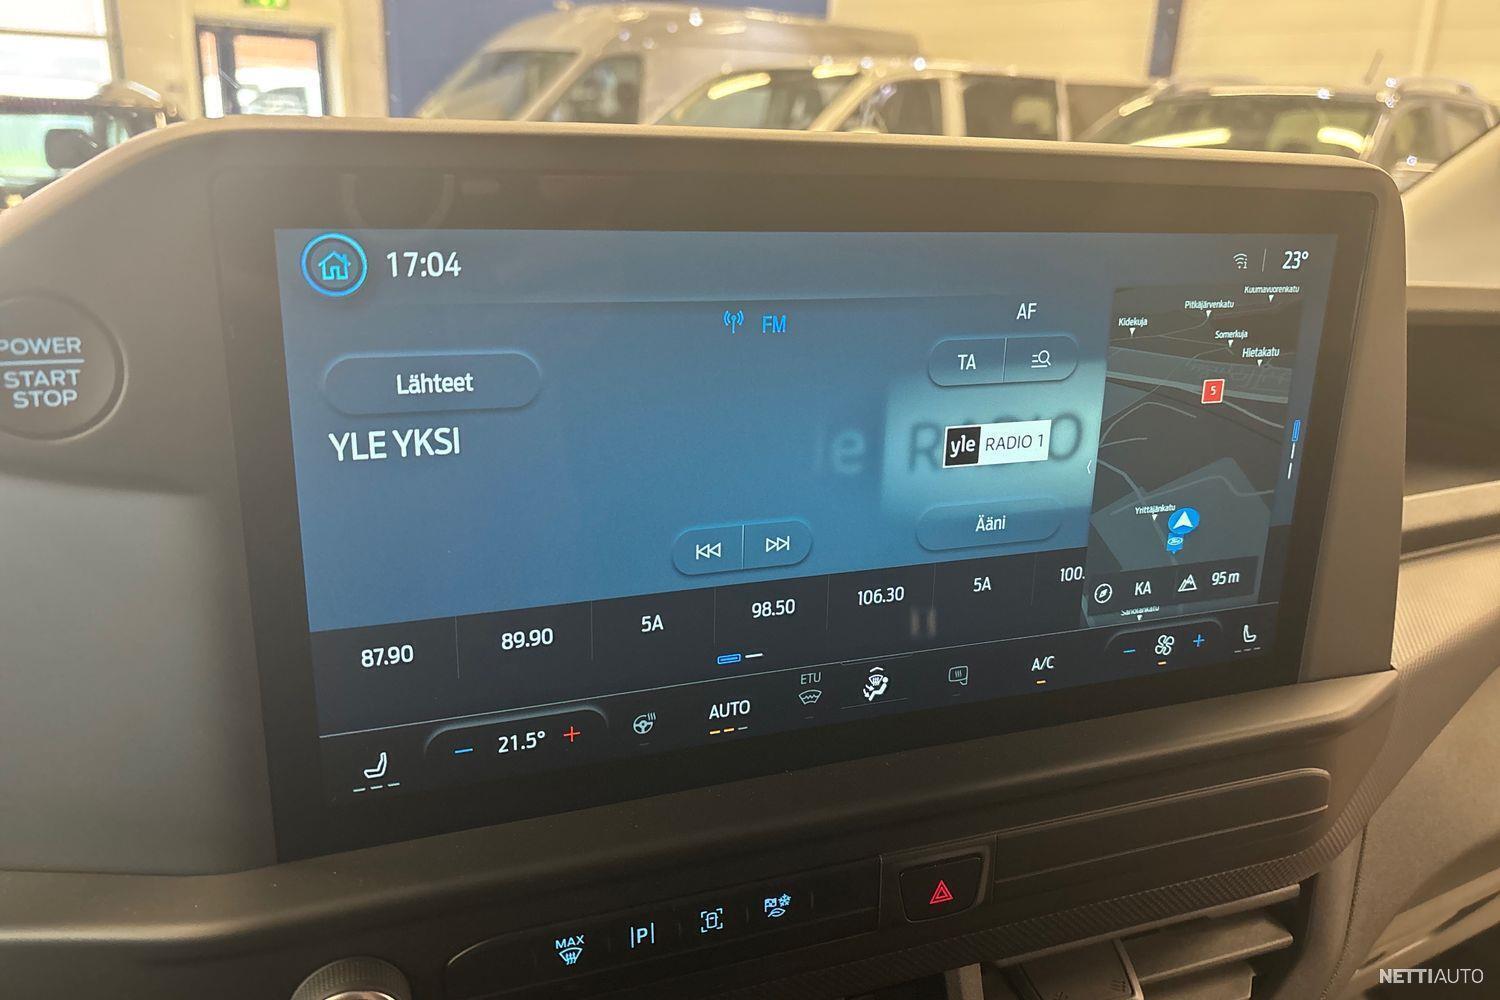 17:04
23°
FM
AF
Lähteet
TA
YLE YKSI
yle RADIO 1
Ääni
87.90
89.90
5A
98.50
106.30
5A
100.
Kuumavuorenkatu
Pitkäjärvenkatu
Kidekuja
Somerkuja
Hietakatu
5
Yrittäjänkatu
KA
95 m
21.5°
AUTO
ETU
A/C
POWER
START
STOP
MAX
P
NETTIAUTO